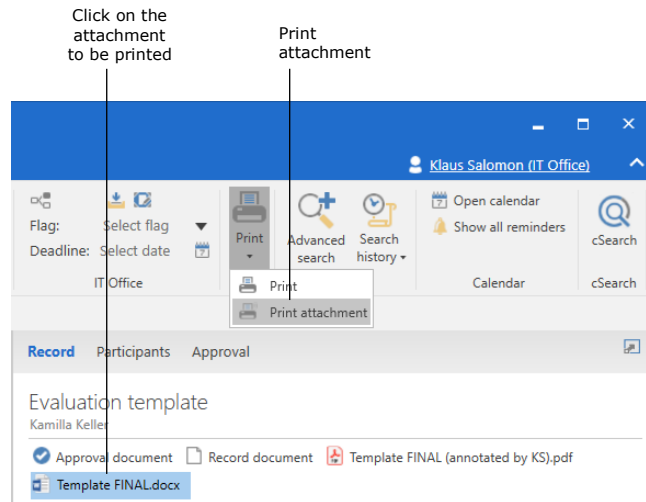 Click on the
attachment
to be printed
Print
attachment
Klaus Salomon (IT Office)
Flag: Select flag
Deadline: Select date
IT Office
Print
Advanced
search
Search
history
Open calendar
Show all reminders
Calendar
cSearch
cSearch
Print
Print attachment
Record Participants Approval
Evaluation template
Kamilla Keller
Approval document Record document Template FINAL (annotated by KS).pdf
Template FINAL.docx